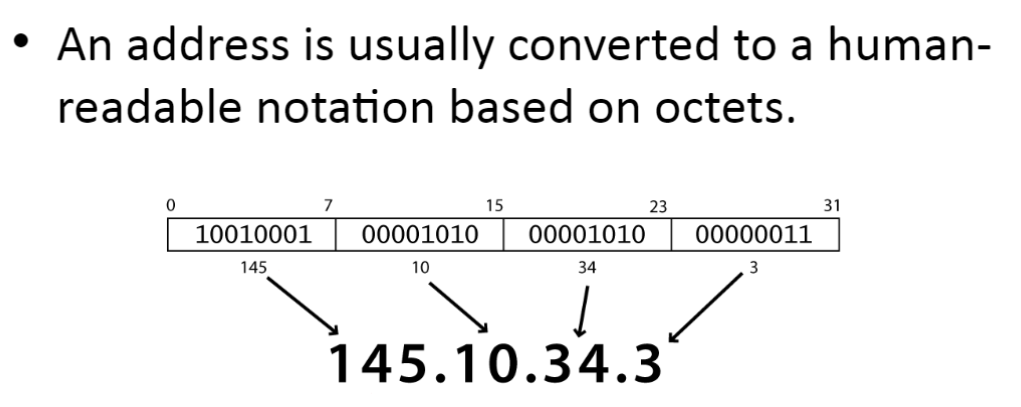 • An address is usually converted to a human-
readable notation based on octets.
0 7 15 23 31
10010001 00001010 00001010 00000011
145 10 34 3
145.10.34.3